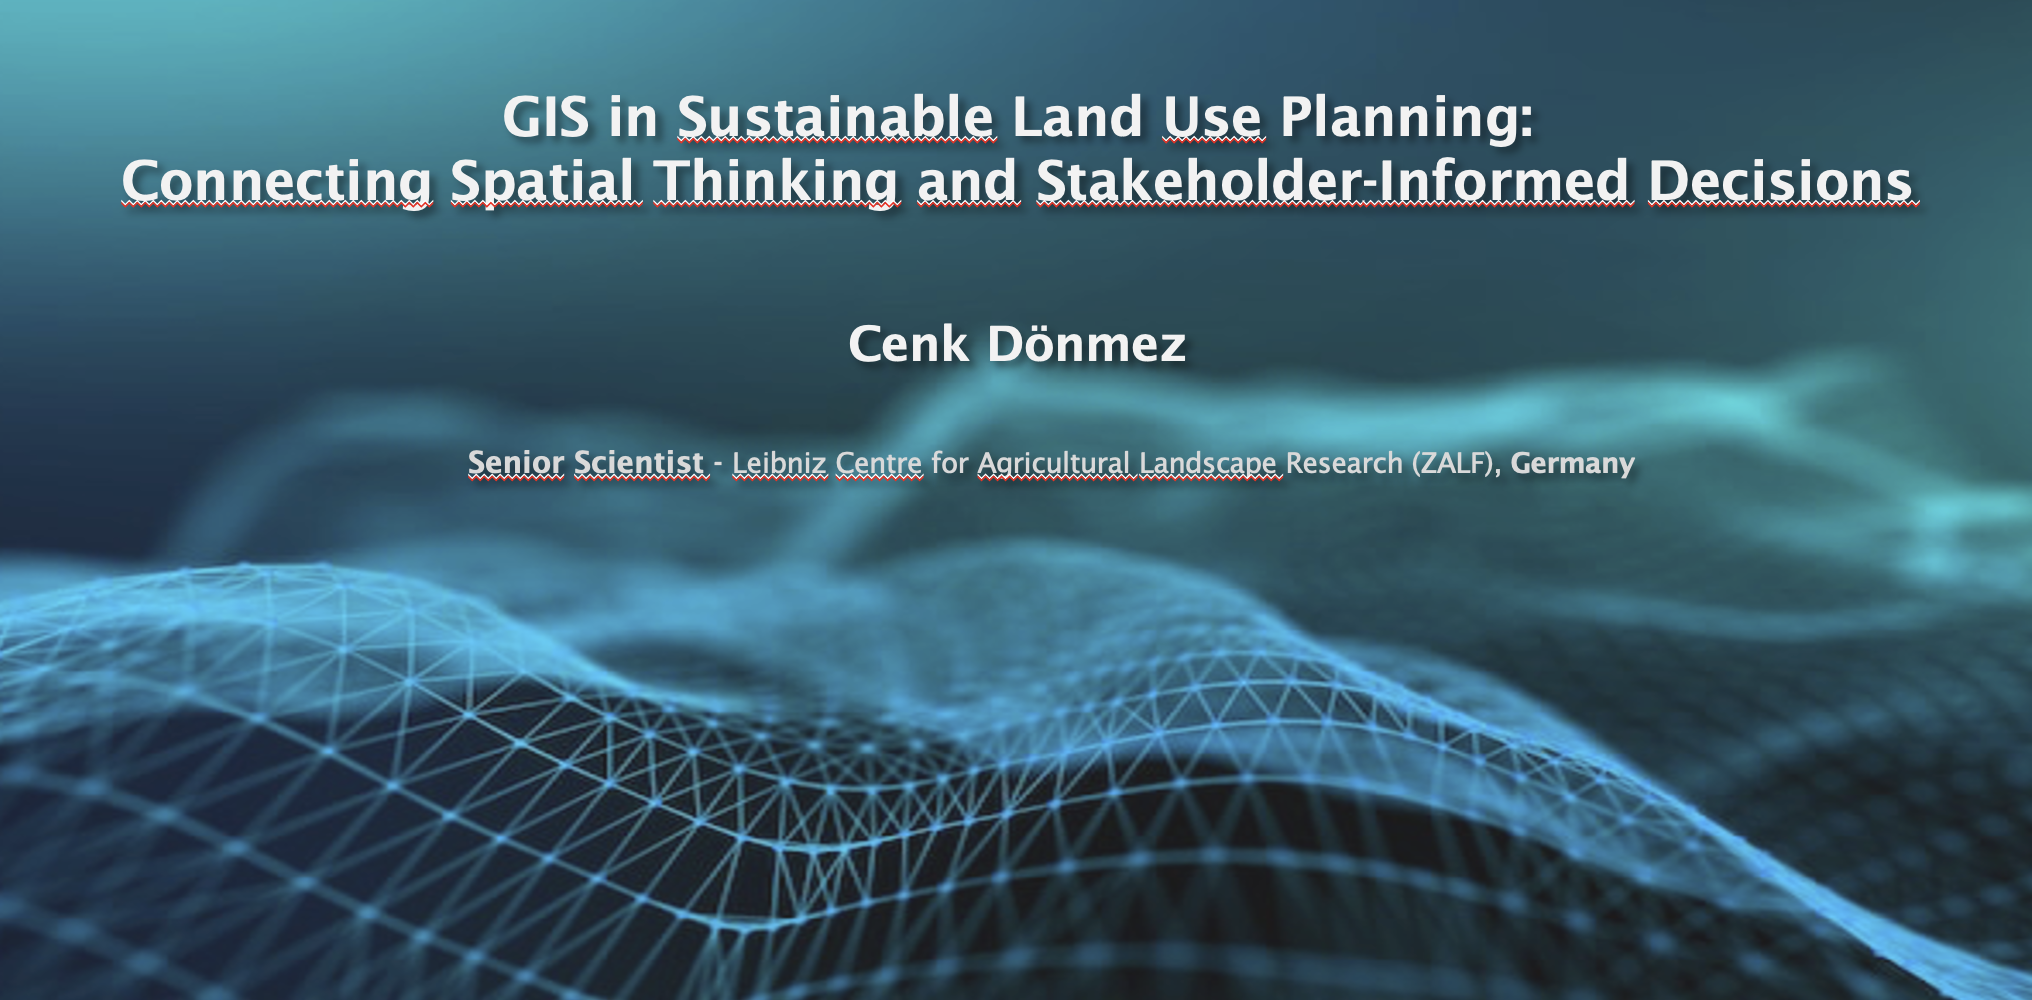 GIS in Sustainable Land Use Planning:
Connecting Spatial Thinking and Stakeholder-Informed Decisions
Cenk Dönmez
Senior Scientist - Leibniz Centre for Agricultural Landscape Research (ZALF), Germany